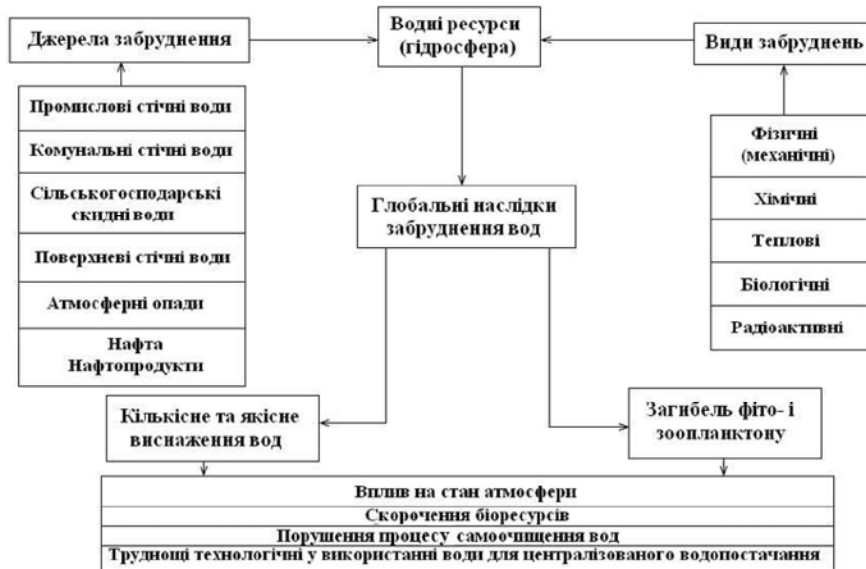 Джерела забруднення
Водні ресурси
(гідросфера)
Види забруднень
Промислові стічні води
Комунальні стічні води
Сільськогосподарські
скидні води
Поверхневі стічні води
Атмосферні опади
Нафта
Нафтопродукти
Фізичні
(механічні)
Хімічні
Теплові
Біологічні
Радіоактивні
Глобальні наслідки
забруднення вод
Кількісне та якісне
виснаження вод
Загибель фіто- і
зоопланктону
Вплив на стан атмосфери
Скорочення біоресурсів
Порушення процесу самоочищення вод
Труднощі технологічні у використанні води для централізованого водопостачання